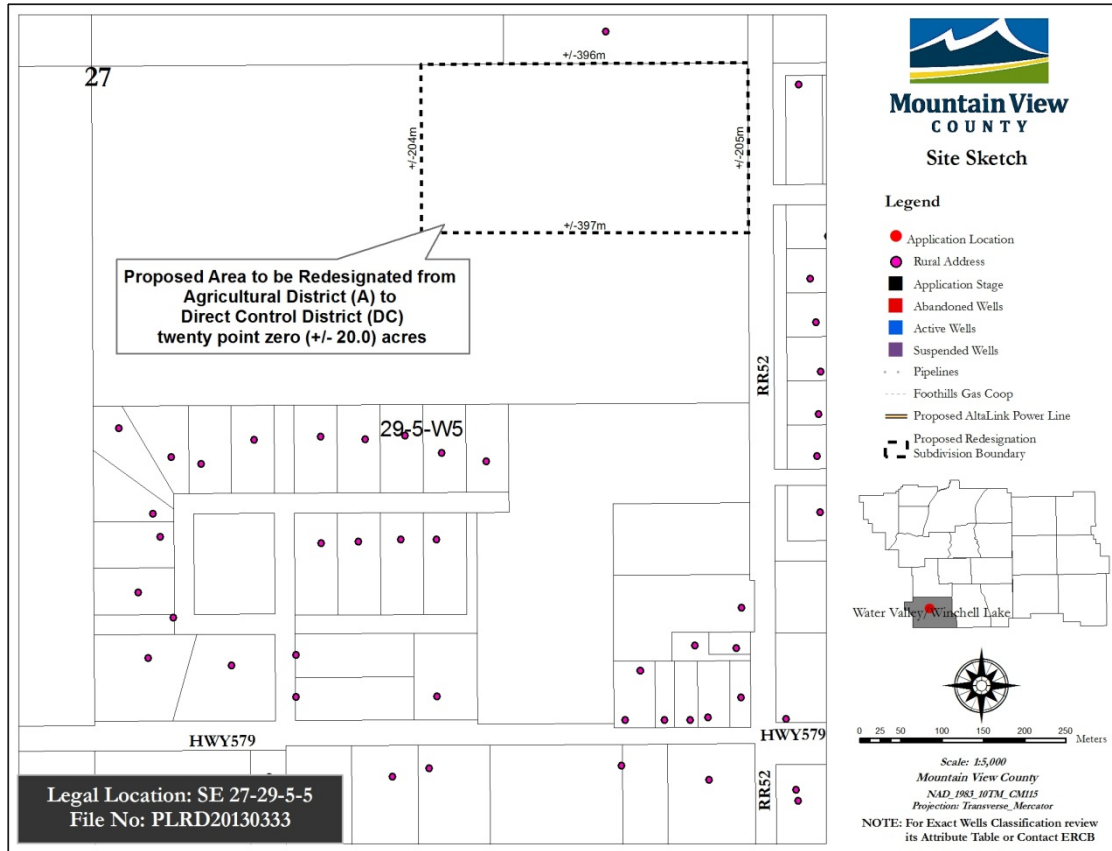 27
+/-396m
+/-204m
+/-205m
+/-397m
Proposed Area to be Redesignated from
Agricultural District (A) to
Direct Control District (DC)
twenty point zero (+/- 20.0) acres
RR52
29-5-W5
HWY579
HWY579
RR52
Legal Location: SE 27-29-5-5
File No: PLRD20130333
Mountain View
COUNTY
Site Sketch
Legend
Application Location
Rural Address
Application Stage
Abandoned Wells
Active Wells
Suspended Wells
Pipelines
Foothills Gas Coop
Proposed AltaLink Power Line
Proposed Redesignation
Subdivision Boundary
Water Valley/Winchell Lake
0 25 50 100 150 200 250
Meters
Scale: 1:5,000
Mountain View County
NAD_1983_10TM_CM115
Projection: Transverse_Mercator
NOTE: For Exact Wells Classification review
its Attribute Table or Contact ERCB